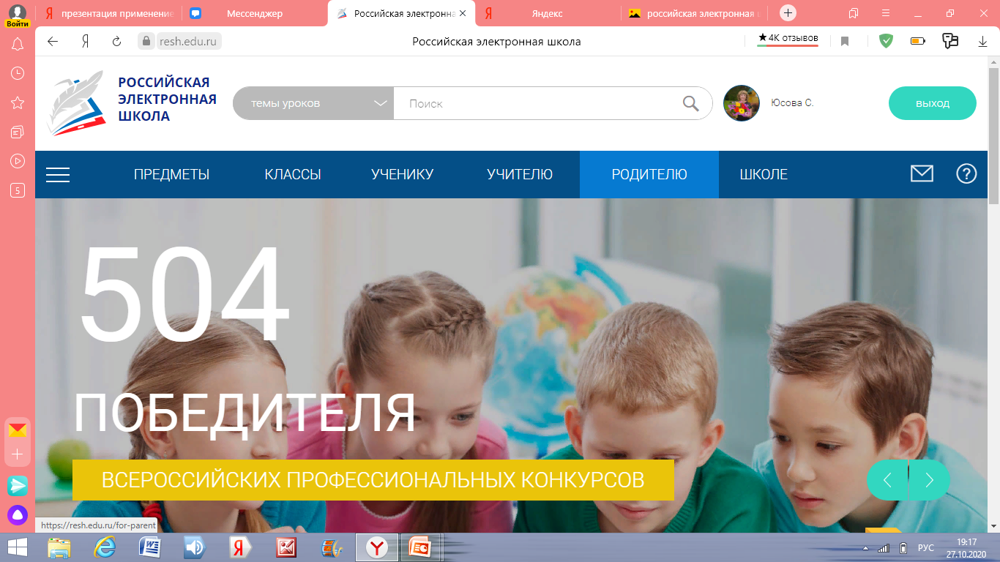 презентация применение
Мессенджер
Российская электронна
Яндекс
российская электронная
Войти
resh.edu.ru
Российская электронная школа
★4К отзывов
РОССИЙСКАЯ
ЭЛЕКТРОННАЯ
ШКОЛА
темы уроков
Поиск
Юсова С.
выход
5
ПРЕДМЕТЫ
КЛАССЫ
УЧЕНИКУ
УЧИТЕЛЮ
РОДИТЕЛЮ
ШКОЛЕ
504
ПОБЕДИТЕЛЯ
ВСЕРОССИЙСКИХ ПРОФЕССИОНАЛЬНЫХ КОНКУРСОВ
https://resh.edu.ru/for-parent
РУС
19:17
27.10.2020